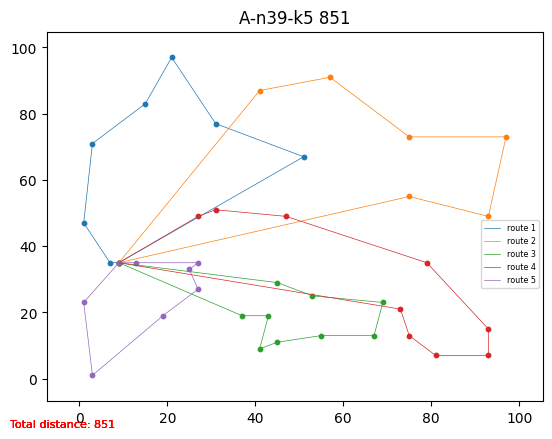 A-n39-k5 851
100
80
60
40
20
0
route 1
route 2
route 3
route 4
route 5
0 20 40 60 80 100
Total distance: 851